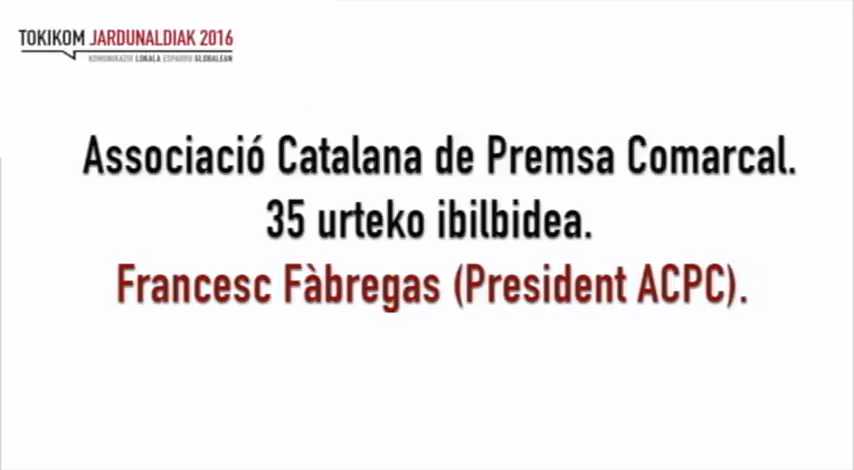 TOKIKOM JARDUNALDIAK 2016
KOMUNIKAZIO LOKALA ESPARRU GLOBALEAN
Associació Catalana de Premsa Comarcal.
35 urteko ibilbidea.
Francesc Fàbregas (President ACPC).